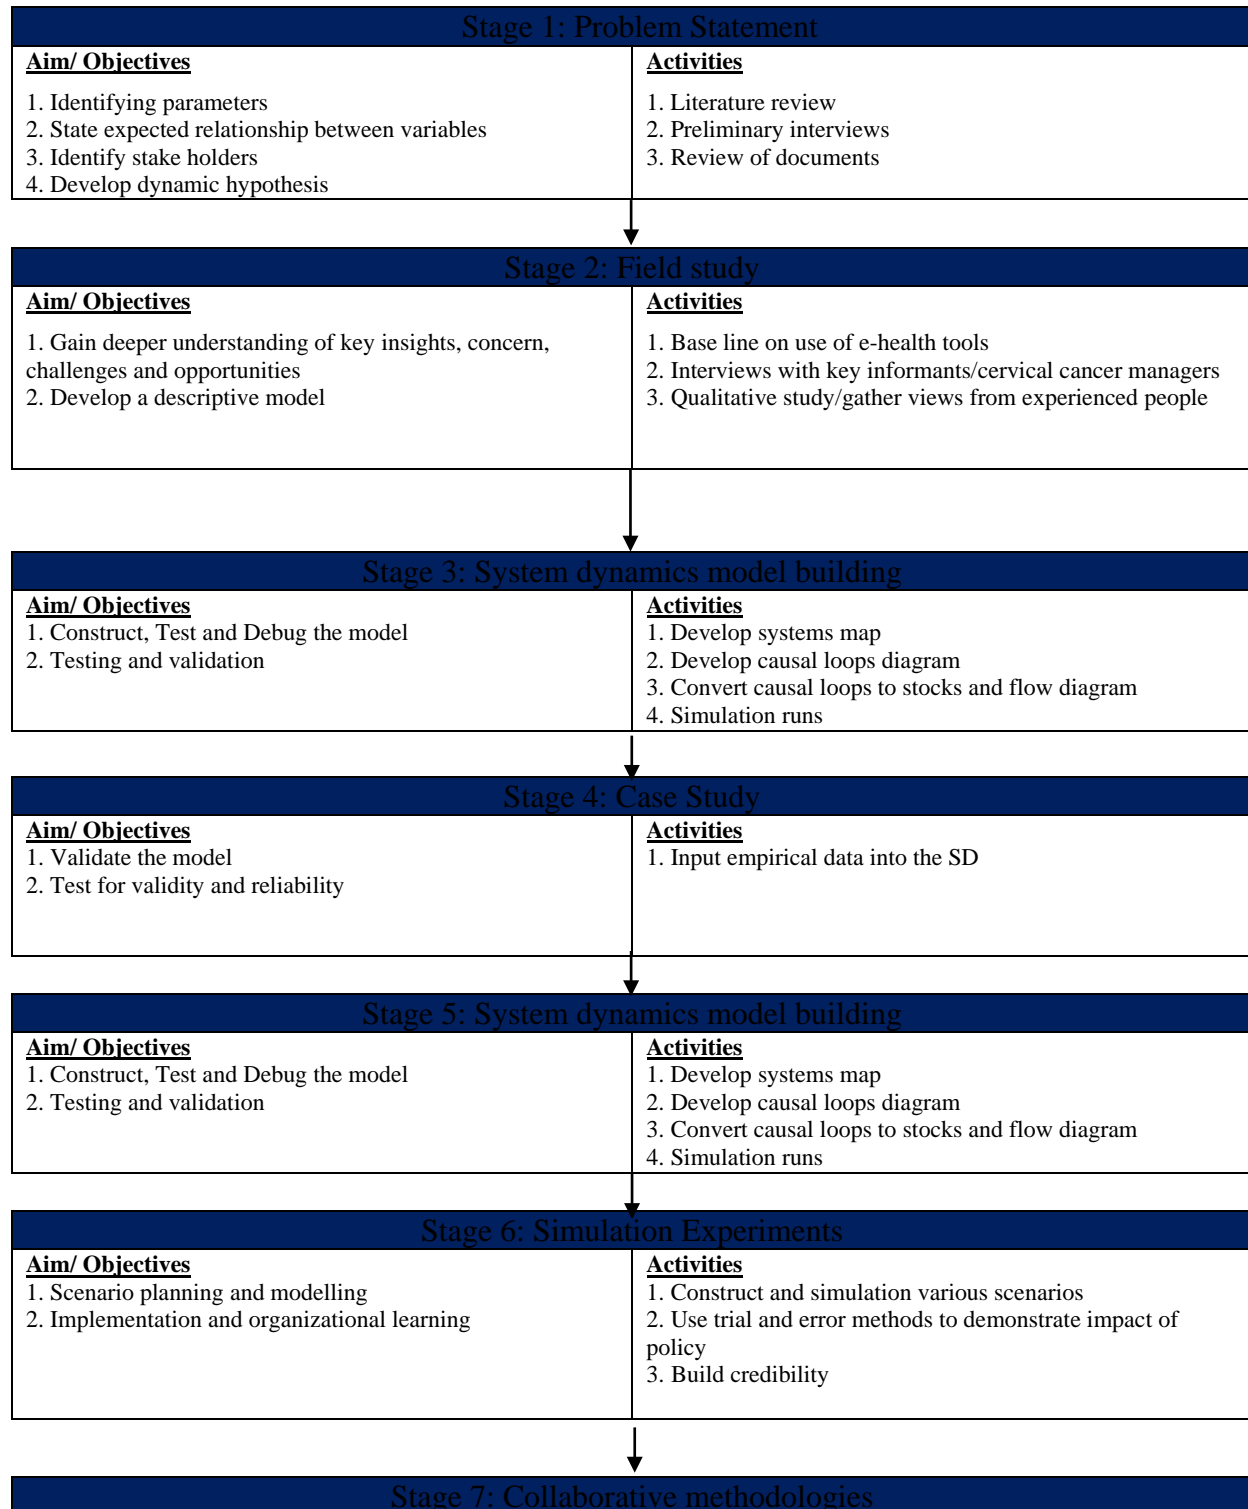 Stage 1: Problem Statement
Aim/ Objectives
1. Identifying parameters
2. State expected relationship between variables
3. Identify stake holders
4. Develop dynamic hypothesis
Activities
1. Literature review
2. Preliminary interviews
3. Review of documents
Stage 2: Field study
Aim/ Objectives
1. Gain deeper understanding of key insights, concern,
challenges and opportunities
2. Develop a descriptive model
Activities
1. Base line on use of e-health tools
2. Interviews with key informants/cervical cancer managers
3. Qualitative study/gather views from experienced people
Stage 3: System dynamics model building
Aim/ Objectives
1. Construct, Test and Debug the model
2. Testing and validation
Activities
1. Develop systems map
2. Develop causal loops diagram
3. Convert causal loops to stocks and flow diagram
4. Simulation runs
Stage 4: Case Study
Aim/ Objectives
1. Validate the model
2. Test for validity and reliability
Activities
1. Input empirical data into the SD
Stage 5: System dynamics model building
Aim/ Objectives
1. Construct, Test and Debug the model
2. Testing and validation
Activities
1. Develop systems map
2. Develop causal loops diagram
3. Convert causal loops to stocks and flow diagram
4. Simulation runs
Stage 6: Simulation Experiments
Aim/ Objectives
1. Scenario planning and modelling
2. Implementation and organizational learning
Activities
1. Construct and simulation various scenarios
2. Use trial and error methods to demonstrate impact of
policy
3. Build credibility
Stage 7: Collaborative methodologies